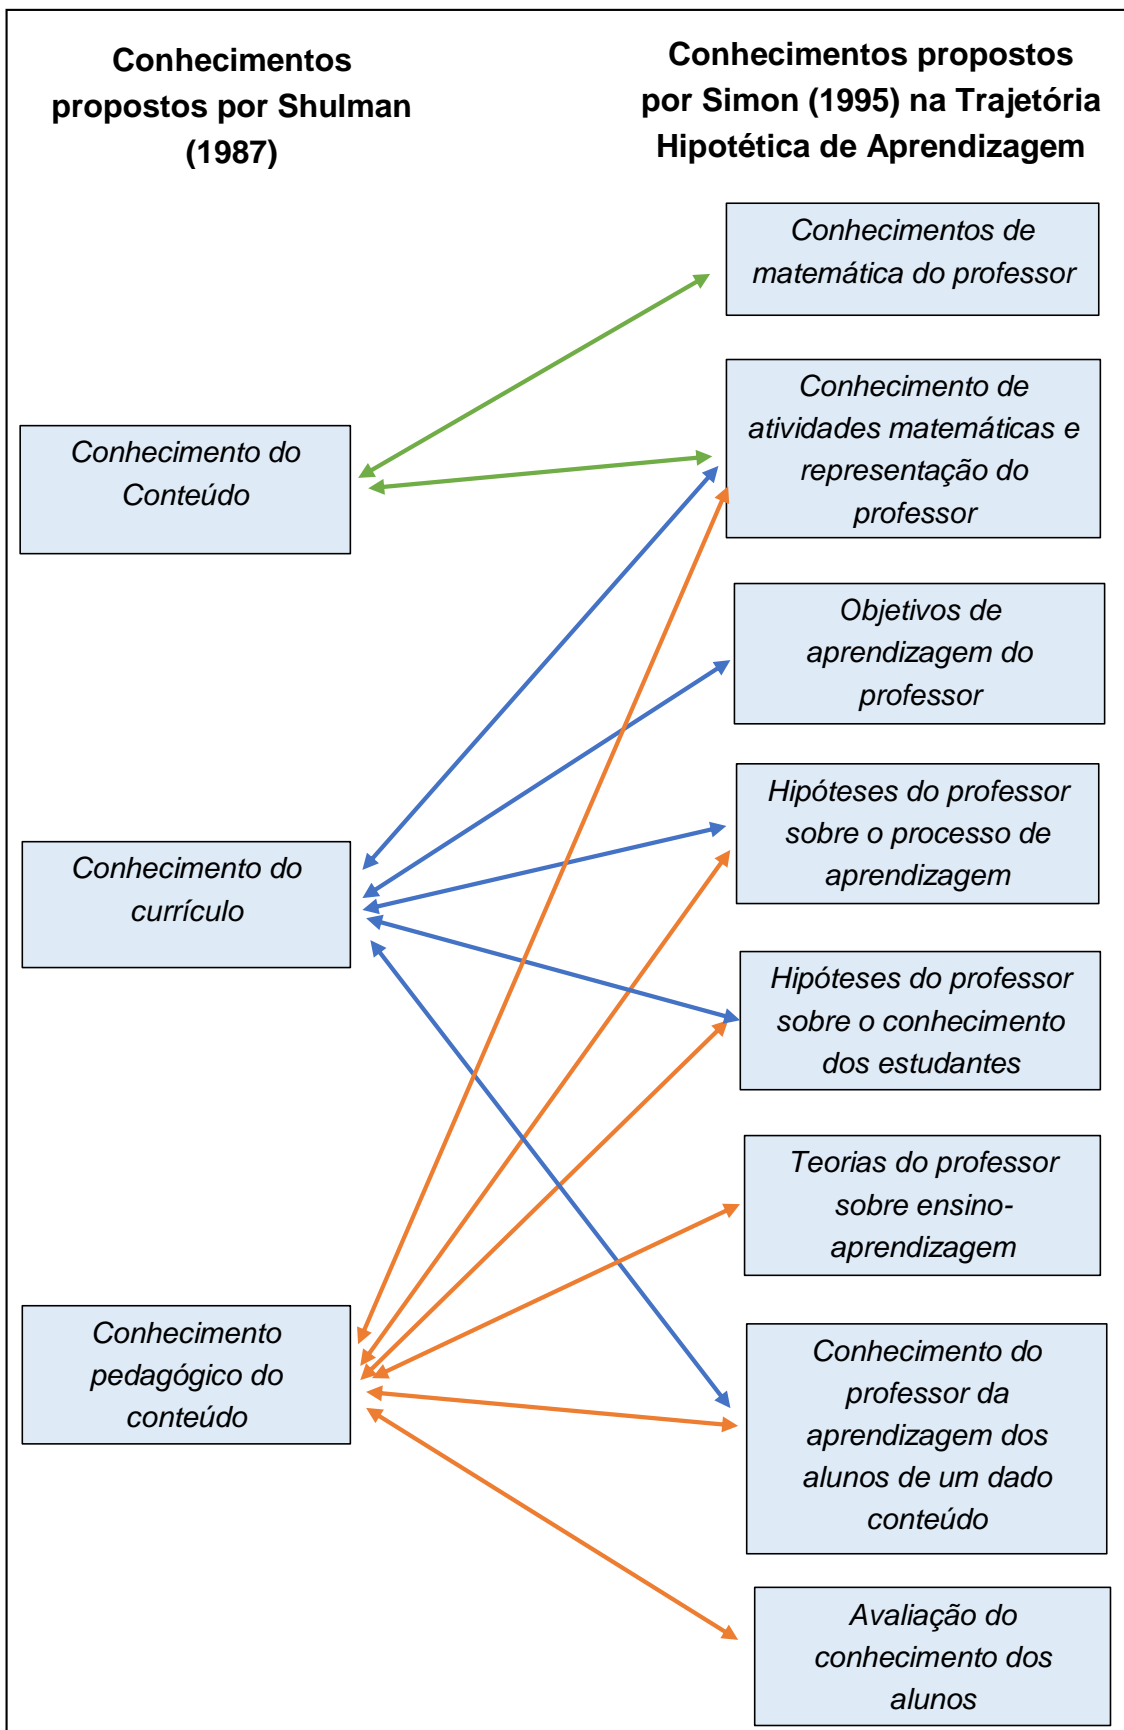 Conhecimentos
propostos por Shulman
(1987)
Conhecimentos propostos
por Simon (1995) na Trajetória
Hipotética de Aprendizagem
Conhecimento do
Conteúdo
Conhecimento do
currículo
Conhecimento
pedagógico do
conteúdo
Conhecimentos de
matemática do professor
Conhecimento de
atividades matemáticas e
representação do
professor
Objetivos de
aprendizagem do
professor
Hipóteses do professor
sobre o processo de
aprendizagem
Hipóteses do professor
sobre o conhecimento
dos estudantes
Teorias do professor
sobre ensino-
aprendizagem
Conhecimento do
professor da
aprendizagem dos
alunos de um dado
conteúdo
Avaliação do
conhecimento dos
alunos